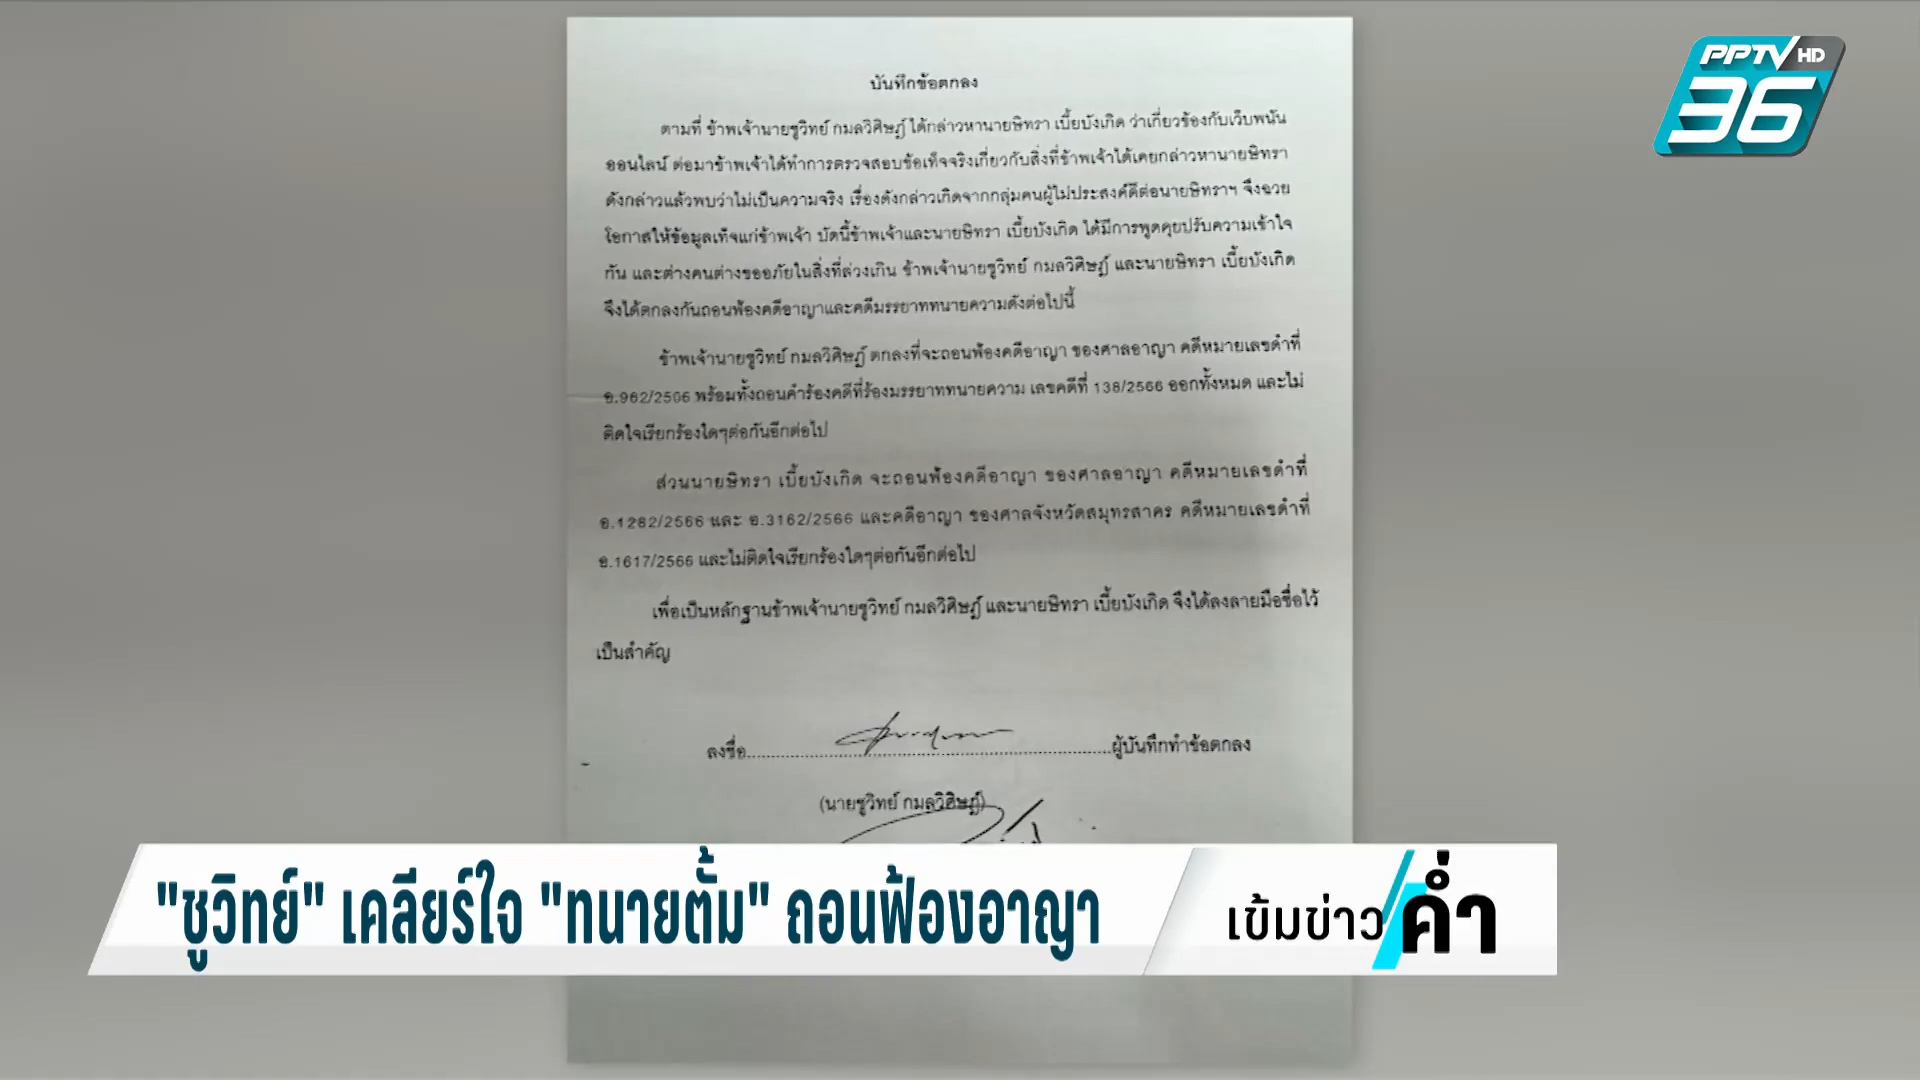 PPTV HD
36
บันทึกข้อตกลง
ตามที่ ข้าพเจ้านายชูวิทย์ กมลวิศิษฎ์ ได้กล่าวหานายษิทรา เบี้ยบังเกิด ว่าเกี่ยวข้องกับเว็บพนัน
ออนไลน์ ต่อมาข้าพเจ้าได้ทำการตรวจสอบข้อเท็จจริงเกี่ยวกับสิ่งที่ข้าพเจ้าได้เคยกล่าวหานายษิทรา
ดังกล่าวแล้วพบว่าไม่เป็นความจริง เรื่องดังกล่าวเกิดจากกลุ่มคนผู้ไม่ประสงค์ดีต่อนายษิทราฯ จึงฉวย
โอกาสให้ข้อมูลเท็จแก่ข้าพเจ้า บัดนี้ข้าพเจ้าและนายษิทรา เบี้ยบังเกิด ได้มีการพูดคุยปรับความเข้าใจ
กัน และต่างคนต่างขออภัยในสิ่งที่ล่วงเกิน ข้าพเจ้านายชูวิทย์ กมลวิศิษฎ์ และนายษิทรา เบี้ยบังเกิด
จึงได้ตกลงกันถอนฟ้องคดีอาญาและคดีมรรยาททนายความดังต่อไปนี้
ข้าพเจ้านายชูวิทย์ กมลวิศิษฎ์ ตกลงที่จะถอนฟ้องคดีอาญา ของศาลอาญา คดีหมายเลขดำที่
อ.962/2566 พร้อมทั้งถอนคำร้องคดีที่ร้องมรรยาททนายความ เลขคดีที่ 138/2566 ออกทั้งหมด และไม่
ติดใจเรียกร้องใดๆต่อกันอีกต่อไป
ส่วนนายษิทรา เบี้ยบังเกิด จะถอนฟ้องคดีอาญา ของศาลอาญา คดีหมายเลขดำที่
อ.1282/2566 และ อ.3162/2566 และคดีอาญา ของศาลจังหวัดสมุทรสาคร คดีหมายเลขดำที่
อ.1617/2566 และไม่ติดใจเรียกร้องใดๆต่อกันอีกต่อไป
เพื่อเป็นหลักฐานข้าพเจ้านายชูวิทย์ กมลวิศิษฎ์ และนายษิทรา เบี้ยบังเกิด จึงได้ลงลายมือชื่อไว้
เป็นสำคัญ
ลงชื่อ..................................................ผู้บันทึกทำข้อตกลง
(นายชูวิทย์ กมลวิศิษฎ์)
"ชูวิทย์" เคลียร์ใจ "ทนายตั้ม" ถอนฟ้องอาญา
เข้มข่าวค่ำ